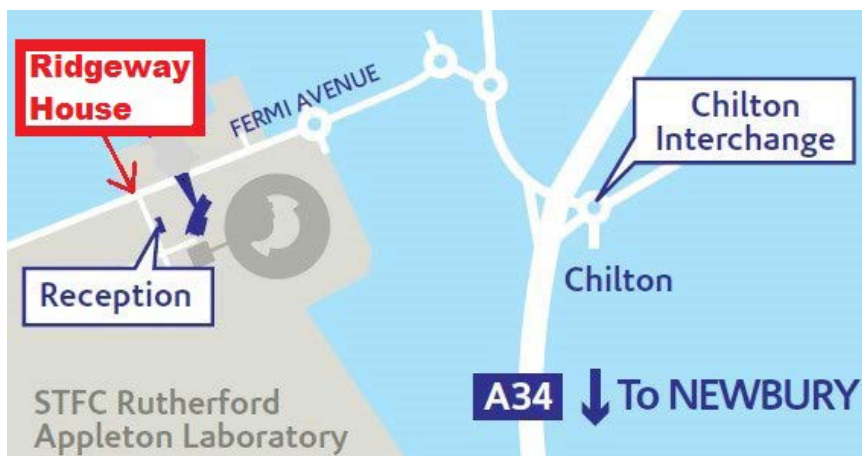 Ridgeway
House
FERMI AVENUE
Chilton
Interchange
Reception
Chilton
STFC Rutherford
Appleton Laboratory
A34
To NEWBURY